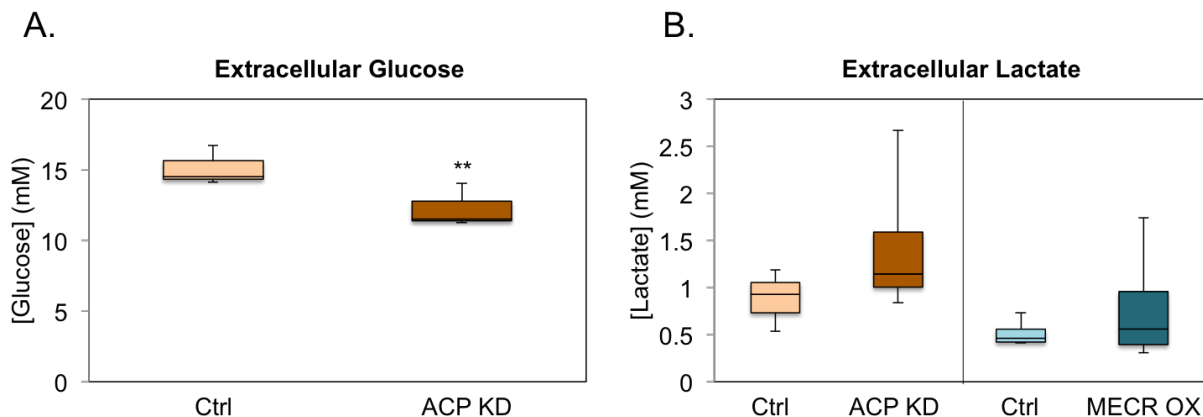 A.
Extracellular Glucose
[Glucose] (mM)
20
15
10
5
0
**
Ctrl
ACP KD
B.
Extracellular Lactate
[Lactate] (mM)
3
2.5
2
1.5
1
0.5
0
Ctrl
ACP KD
Ctrl
MECR OX